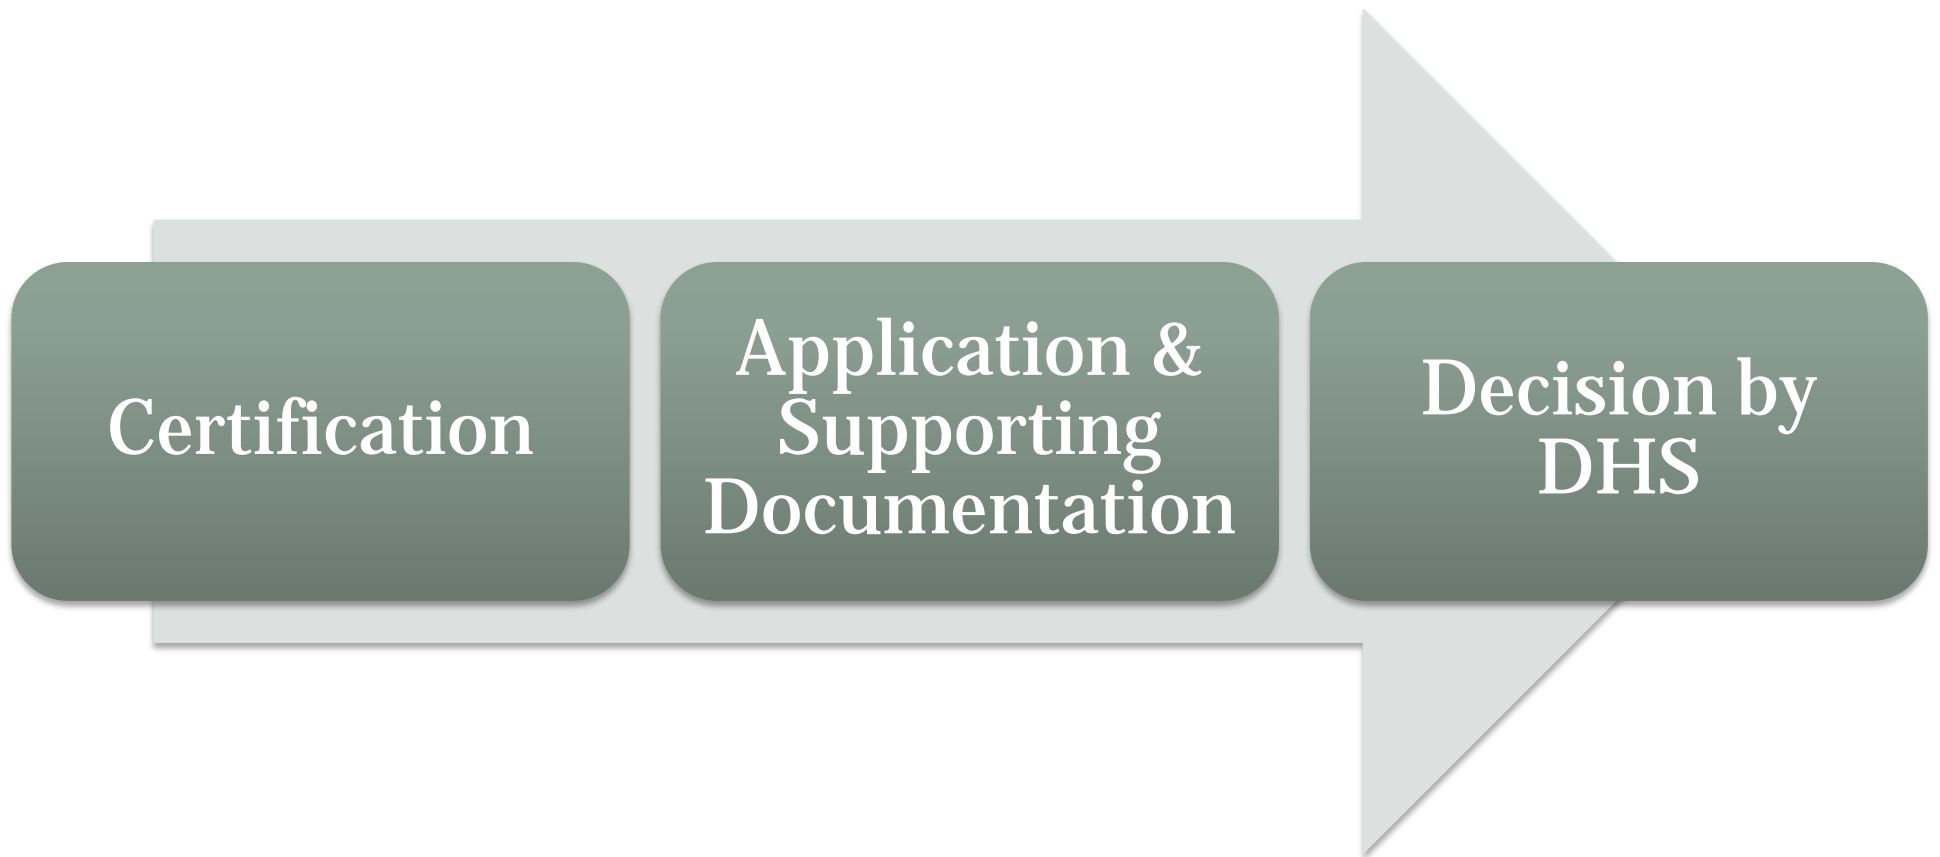 Certification
Application &
Supporting
Documentation
Decision by
DHS